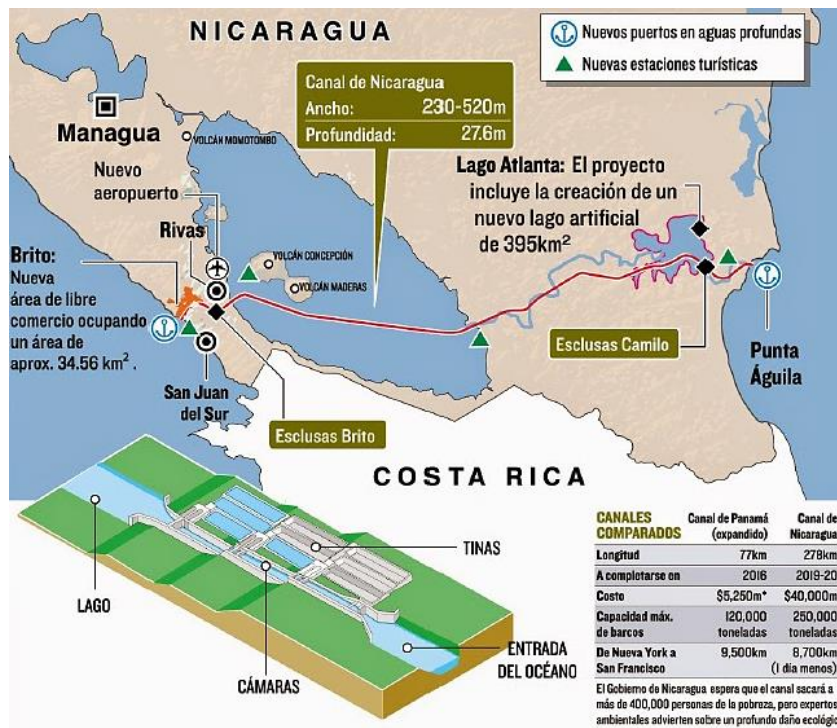 NICARAGUA
Nuevos puertos en aguas profundas
Nuevas estaciones turísticas
Canal de Nicaragua
Ancho: 230-520m
Profundidad: 27.6m
Managua
VOLCÁN MOMOTOMBO
Nuevo
aeropuerto
Rivas
VOLCÁN CONCEPCIÓN
VOLCÁN MADERAS
Lago Atlanta: El proyecto
incluye la creación de un
nuevo lago artificial
de 395km²
Brito:
Nueva
área de libre
comercio ocupando
un área de
aprox. 34.56 km².
San Juan
del Sur
Esclusas Brito
Esclusas Camilo
Punta
Águila
COSTA RICA
LAGO
TINAS
CÁMARAS
ENTRADA
DEL OCÉANO
CANALES COMPARADOS Canal de Panamá (expandido) Canal de Nicaragua
Longitud 77km 278km
A completarse en 2016 2019-20
Costo $5,250m* $40,000m
Capacidad máx. de barcos 120,000 toneladas 250,000 toneladas
De Nueva York a San Francisco 9,500km 8,700km (1 día menos)
El Gobierno de Nicaragua espera que el canal sacará a
más de 400,000 personas de la pobreza, pero expertos
ambientales advierten sobre un profundo daño ecológico